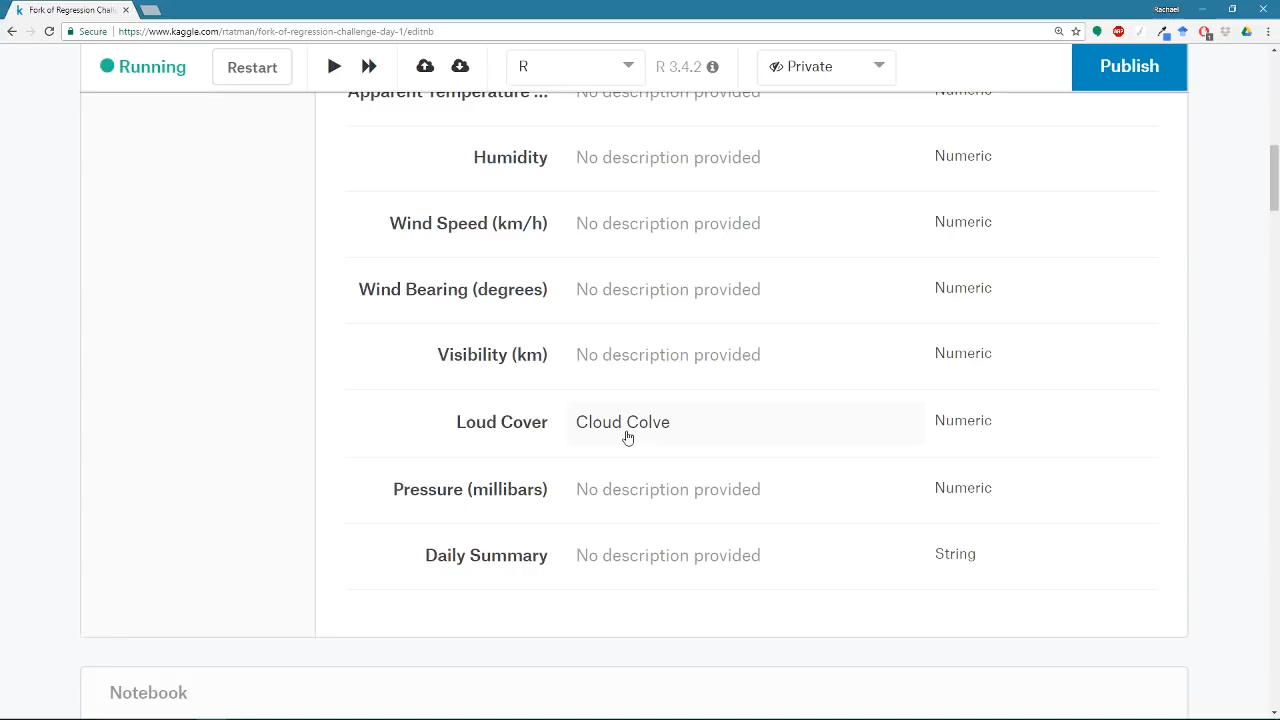 Fork of Regression Challe
Rachael
Secure https://www.kaggle.com/rtatman/fork-of-regression-challenge-day-1/editnb
Running Restart R R 3.4.2 Private Publish
Apparent Temperature ... No description provided Numeric
Humidity No description provided Numeric
Wind Speed (km/h) No description provided Numeric
Wind Bearing (degrees) No description provided Numeric
Visibility (km) No description provided Numeric
Loud Cover Cloud Colve Numeric
Pressure (millibars) No description provided Numeric
Daily Summary No description provided String
Notebook